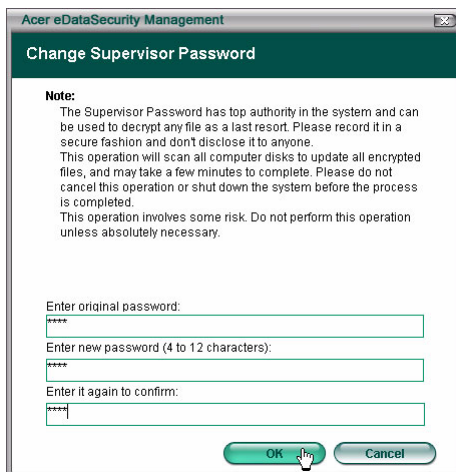 Acer eDataSecurity Management
Change Supervisor Password
Note:
The Supervisor Password has top authority in the system and can
be used to decrypt any file as a last resort. Please record it in a
secure fashion and don't disclose it to anyone.
This operation will scan all computer disks to update all encrypted
files, and may take a few minutes to complete. Please do not
cancel this operation or shut down the system before the process
is completed.
This operation involves some risk. Do not perform this operation
unless absolutely necessary.
Enter original password:
****
Enter new password (4 to 12 characters):
****
Enter it again to confirm:
****
OK Cancel